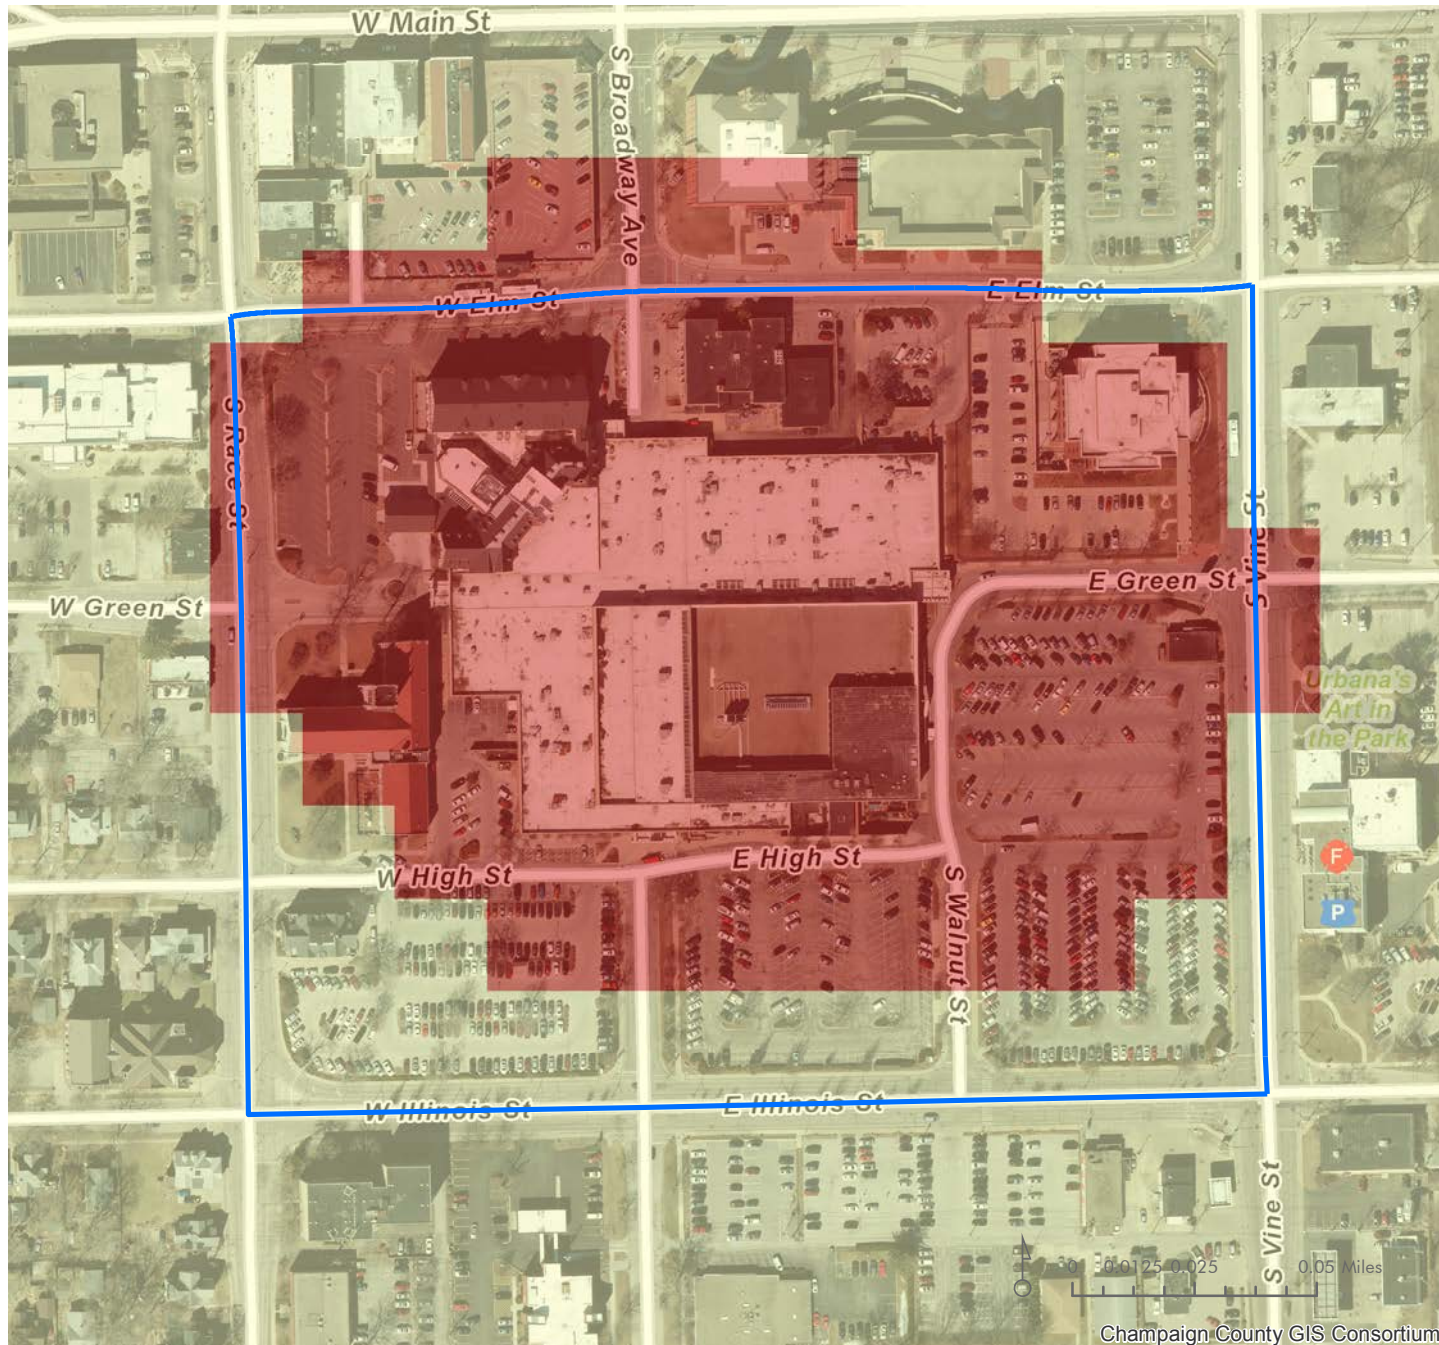 W Main St
S Broadway Ave
W Elm St
E Elm St
S Race St
S Vine St
W Green St
E Green St
Urbana's
Art in
the Park
F
W High St
E High St
P
S Walnut St
W Illinois St
E Illinois St
S Vine St
0 0.0125 0.025 0.05 Miles
Champaign County GIS Consortium